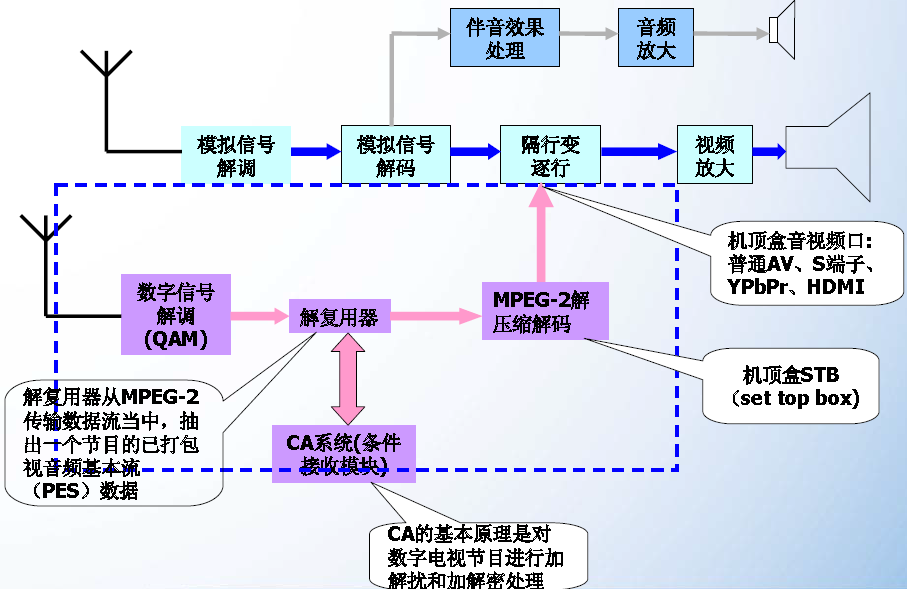 伴音效果
处理
音频
放大
模拟信号
解调
模拟信号
解码
隔行变
逐行
视频
放大
机顶盒音视频口:
普通AV、S端子、
YPbPr、HDMI
数字信号
解调
(QAM)
解复用器
MPEG-2解
压缩解码
机顶盒STB
（set top box)
解复用器从MPEG-2
传输数据流当中，抽
出一个节目的已打包
视音频基本流
（PES）数据
CA系统(条件
接收模块)
CA的基本原理是对
数字电视节目进行加
解扰和加解密处理